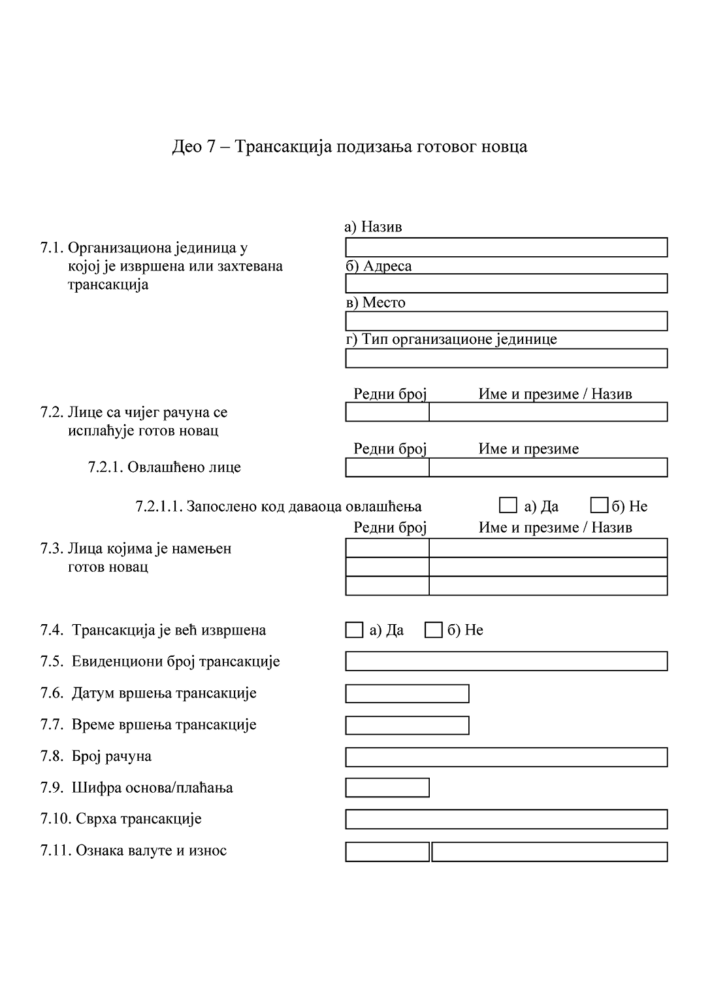 Део 7 – Трансакција подизања готовог новца
а) Назив
7.1. Организациона јединица у
којој је извршена или захтевана
трансакција
б) Адреса
в) Место
г) Тип организационе јединице
Редни број Име и презиме / Назив
7.2. Лице са чијег рачуна се
исплаћује готов новац
Редни број Име и презиме
7.2.1. Овлашћено лице
7.2.1.1. Запослено код даваоца овлашћења а) Да б) Не
Редни број Име и презиме / Назив
7.3. Лица којима је намењен
готов новац
7.4. Трансакција је већ извршена а) Да б) Не
7.5. Евиденциони број трансакције
7.6. Датум вршења трансакције
7.7. Време вршења трансакције
7.8. Број рачуна
7.9. Шифра основа/плаћања
7.10. Сврха трансакције
7.11. Ознака валуте и износ